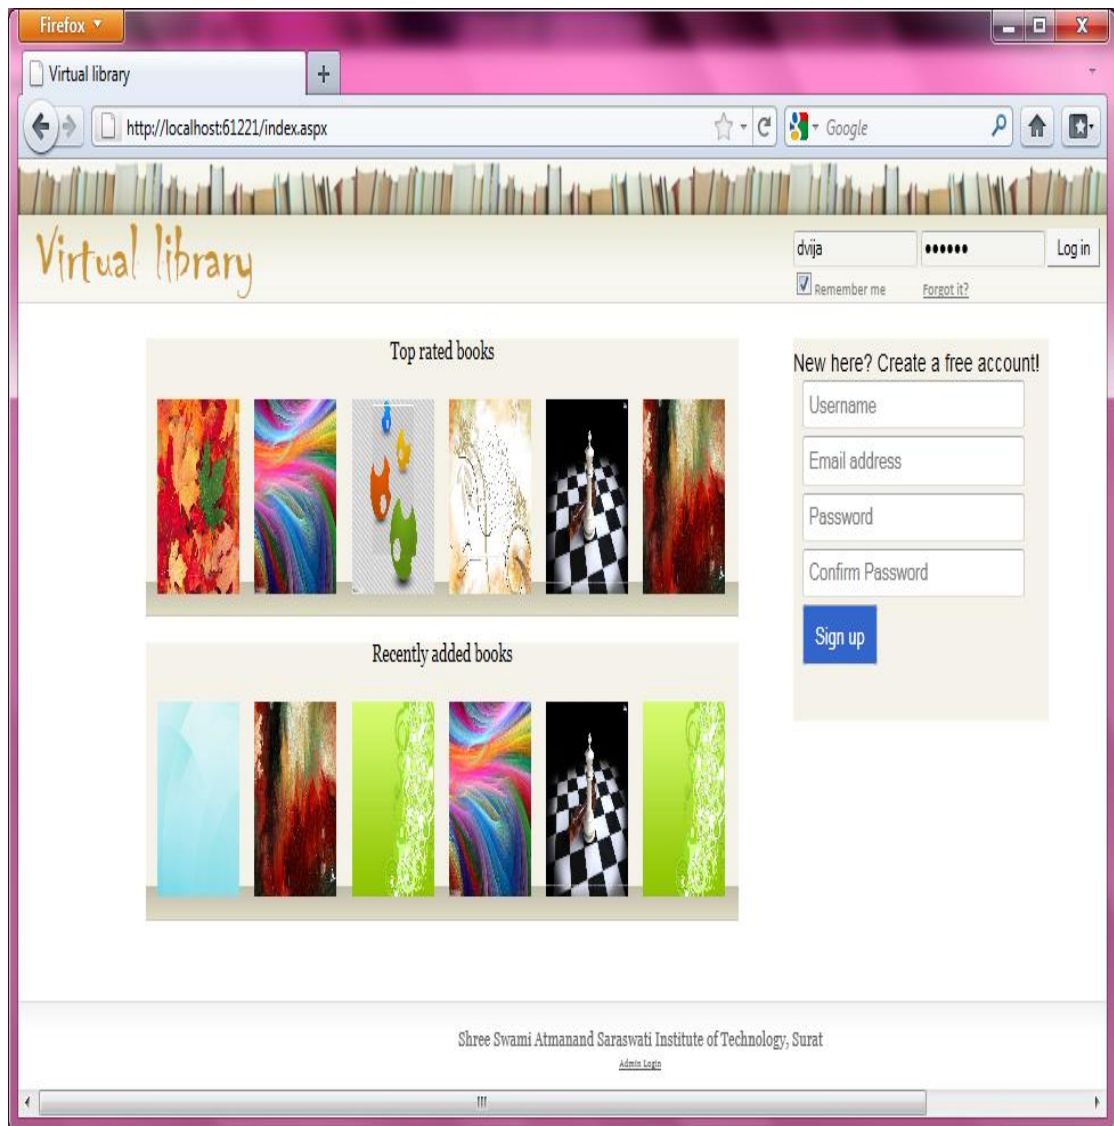 Firefox
Virtual library
http://localhost:61221/index.aspx
Google
Virtual library
dvija
•••••• 
Log in
Remember me
Forgot it?
Top rated books
New here? Create a free account!
Username
Email address
Password
Confirm Password
Sign up
Recently added books
Shree Swami Atmanand Saraswati Institute of Technology, Surat
Admin Login